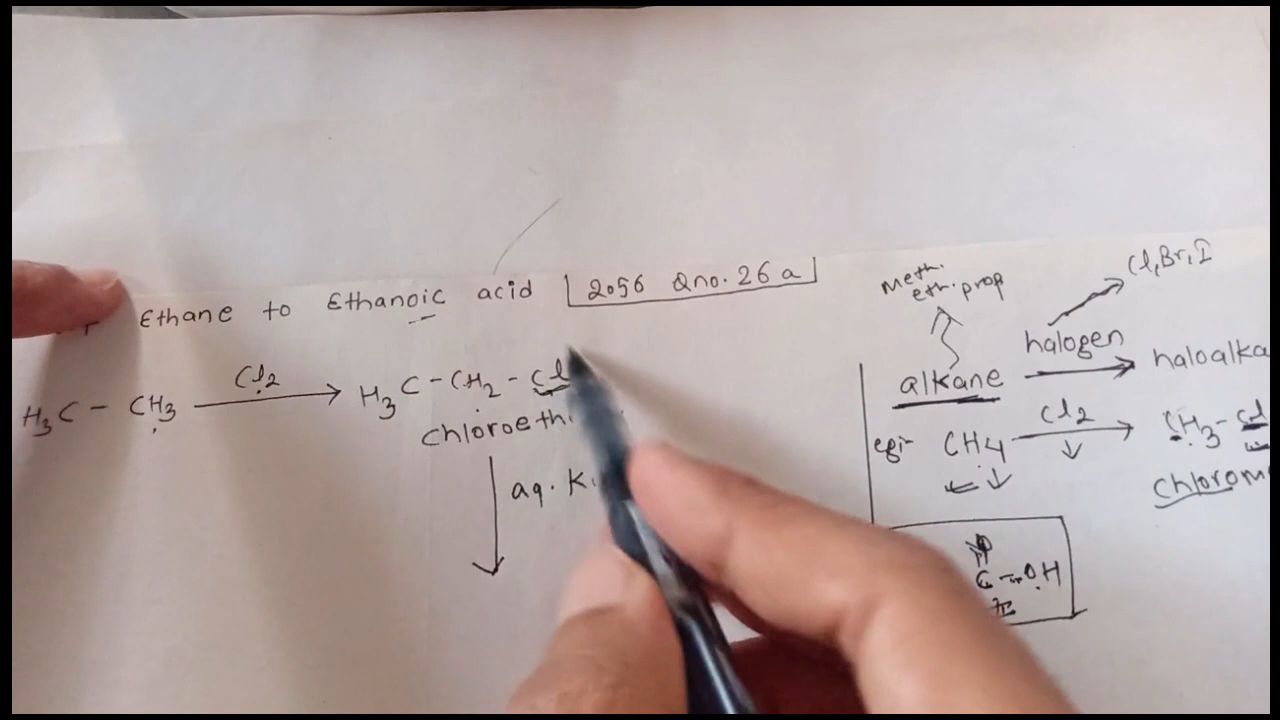 Ethane to Ethanoic acid 2056 Qno. 26 a
Cl2
H3C - CH3 → H3C - CH2 - Cl
Chloroeth
aq. K
meth.
eth. prop
Cl, Br, I
halogen
alkane → haloalka
Cl2
eg:- CH4 → CH3 - Cl
Chlorom
O
C - OH